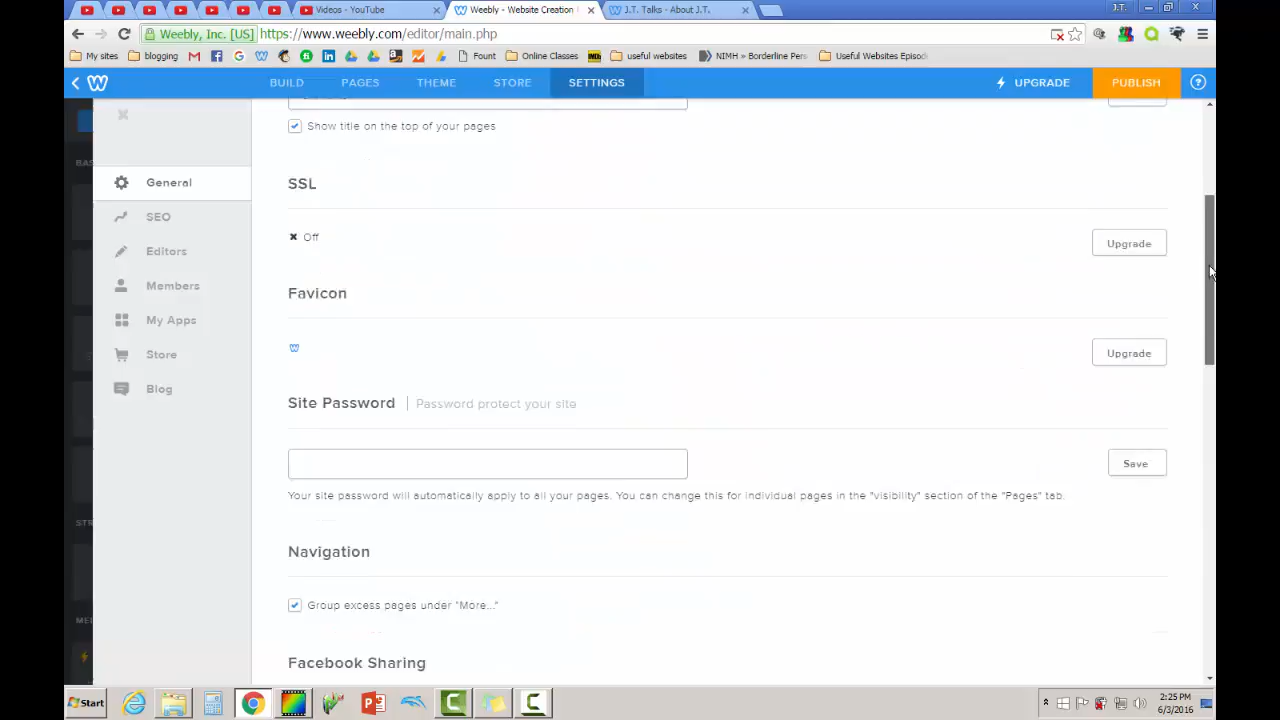 Videos - YouTube
Weebly - Website Creation
J.T. Talks - About J.T.
J.T.
Weebly, Inc. [US] https://www.weebly.com/editor/main.php
My sites
blogging
Fount
Online Classes
useful websites
NIMH » Borderline Pers
Useful Websites Episod
BUILD
PAGES
THEME
STORE
SETTINGS
UPGRADE
PUBLISH
Show title on the top of your pages
General
SEO
Editors
Members
My Apps
Store
Blog
SSL
Off
Upgrade
Favicon
Upgrade
Site Password | Password protect your site
Save
Your site password will automatically apply to all your pages. You can change this for individual pages in the "visibility" section of the "Pages" tab.
Navigation
Group excess pages under "More..."
Facebook Sharing
Start
2:25 PM
6/3/2016